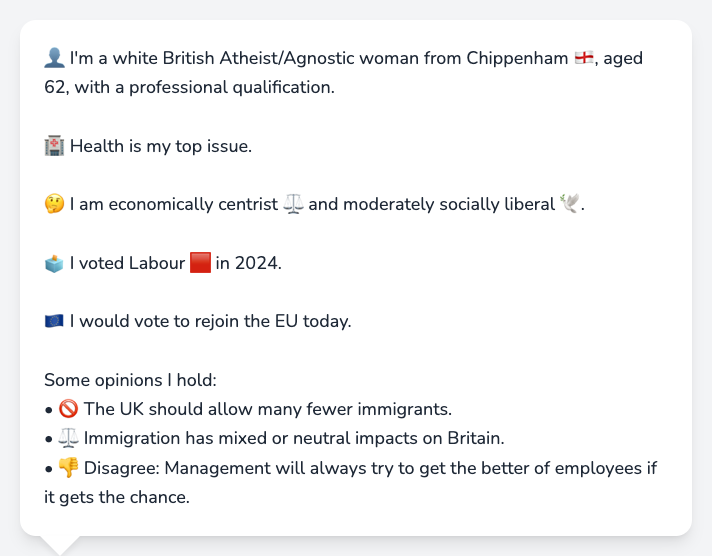 👤 I'm a white British Atheist/Agnostic woman from Chippenham 🏴󠁧󠁢󠁥󠁮󠁧󠁿, aged
62, with a professional qualification.
🏥 Health is my top issue.
🤔 I am economically centrist ⚖️ and moderately socially liberal 🕊️.
🗳️ I voted Labour 🟥 in 2024.
🇪🇺 I would vote to rejoin the EU today.
Some opinions I hold:
• 🚫 The UK should allow many fewer immigrants.
• ⚖️ Immigration has mixed or neutral impacts on Britain.
• 👎 Disagree: Management will always try to get the better of employees if
it gets the chance.